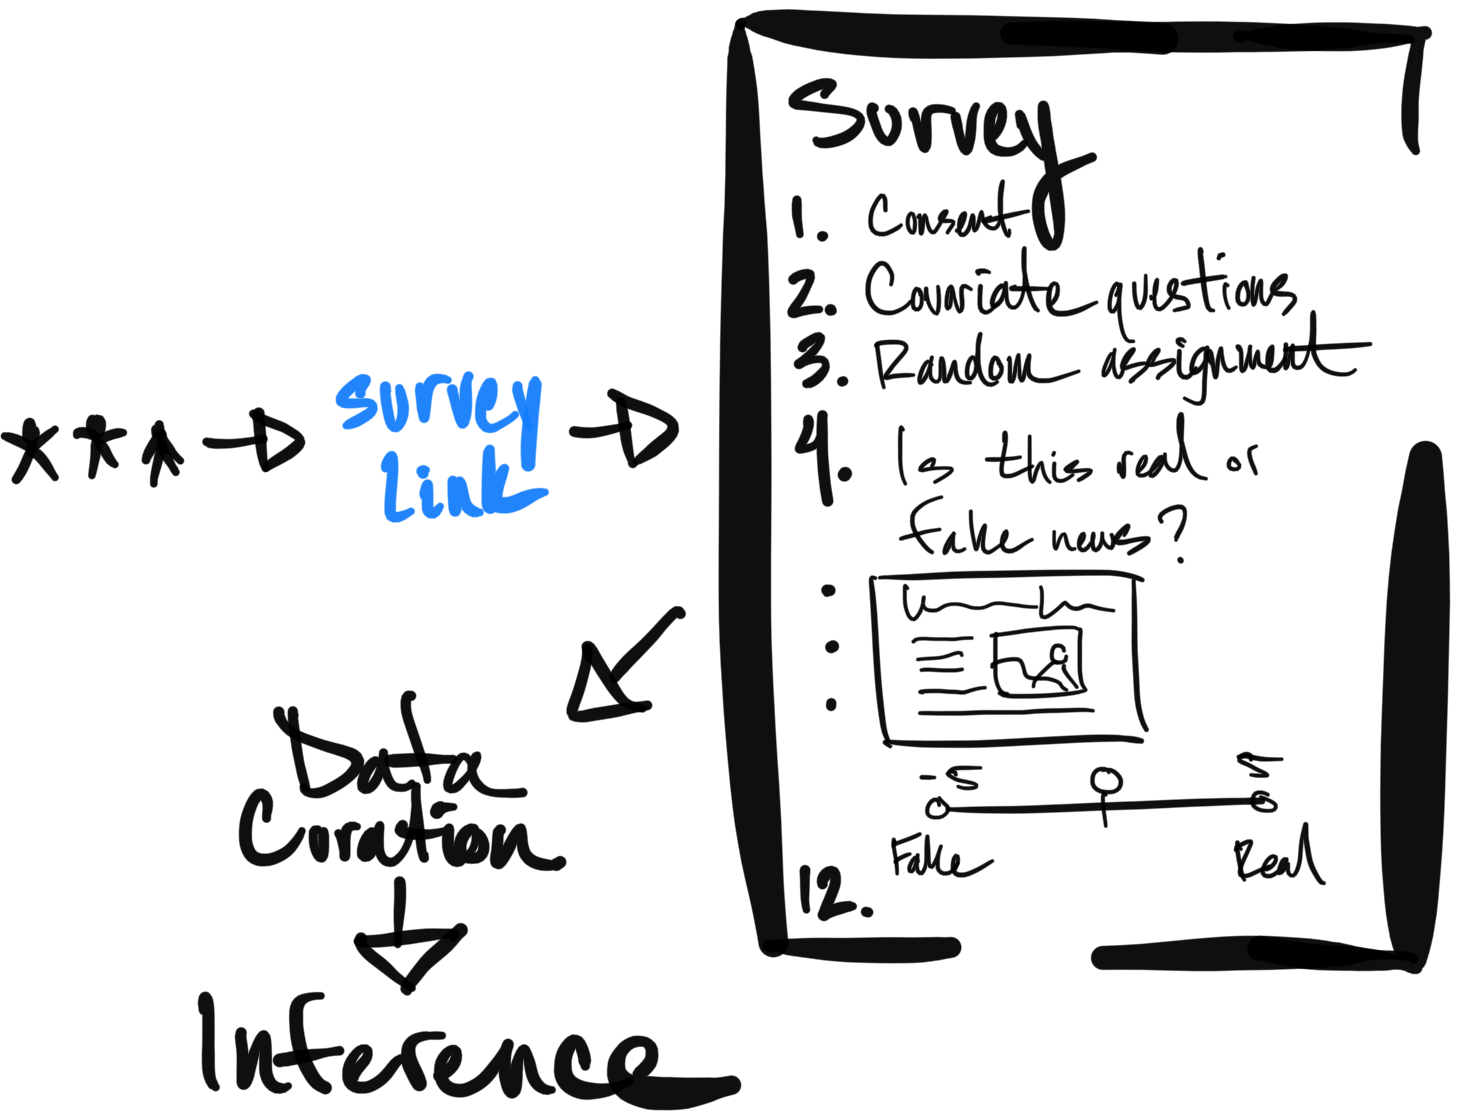 Survey
1. Consent
2. Covariate questions
3. Random assignment
4. Is this real or
fake news?
-5 5
Fake Real
12.
survey
link
Data
Curation
Inference